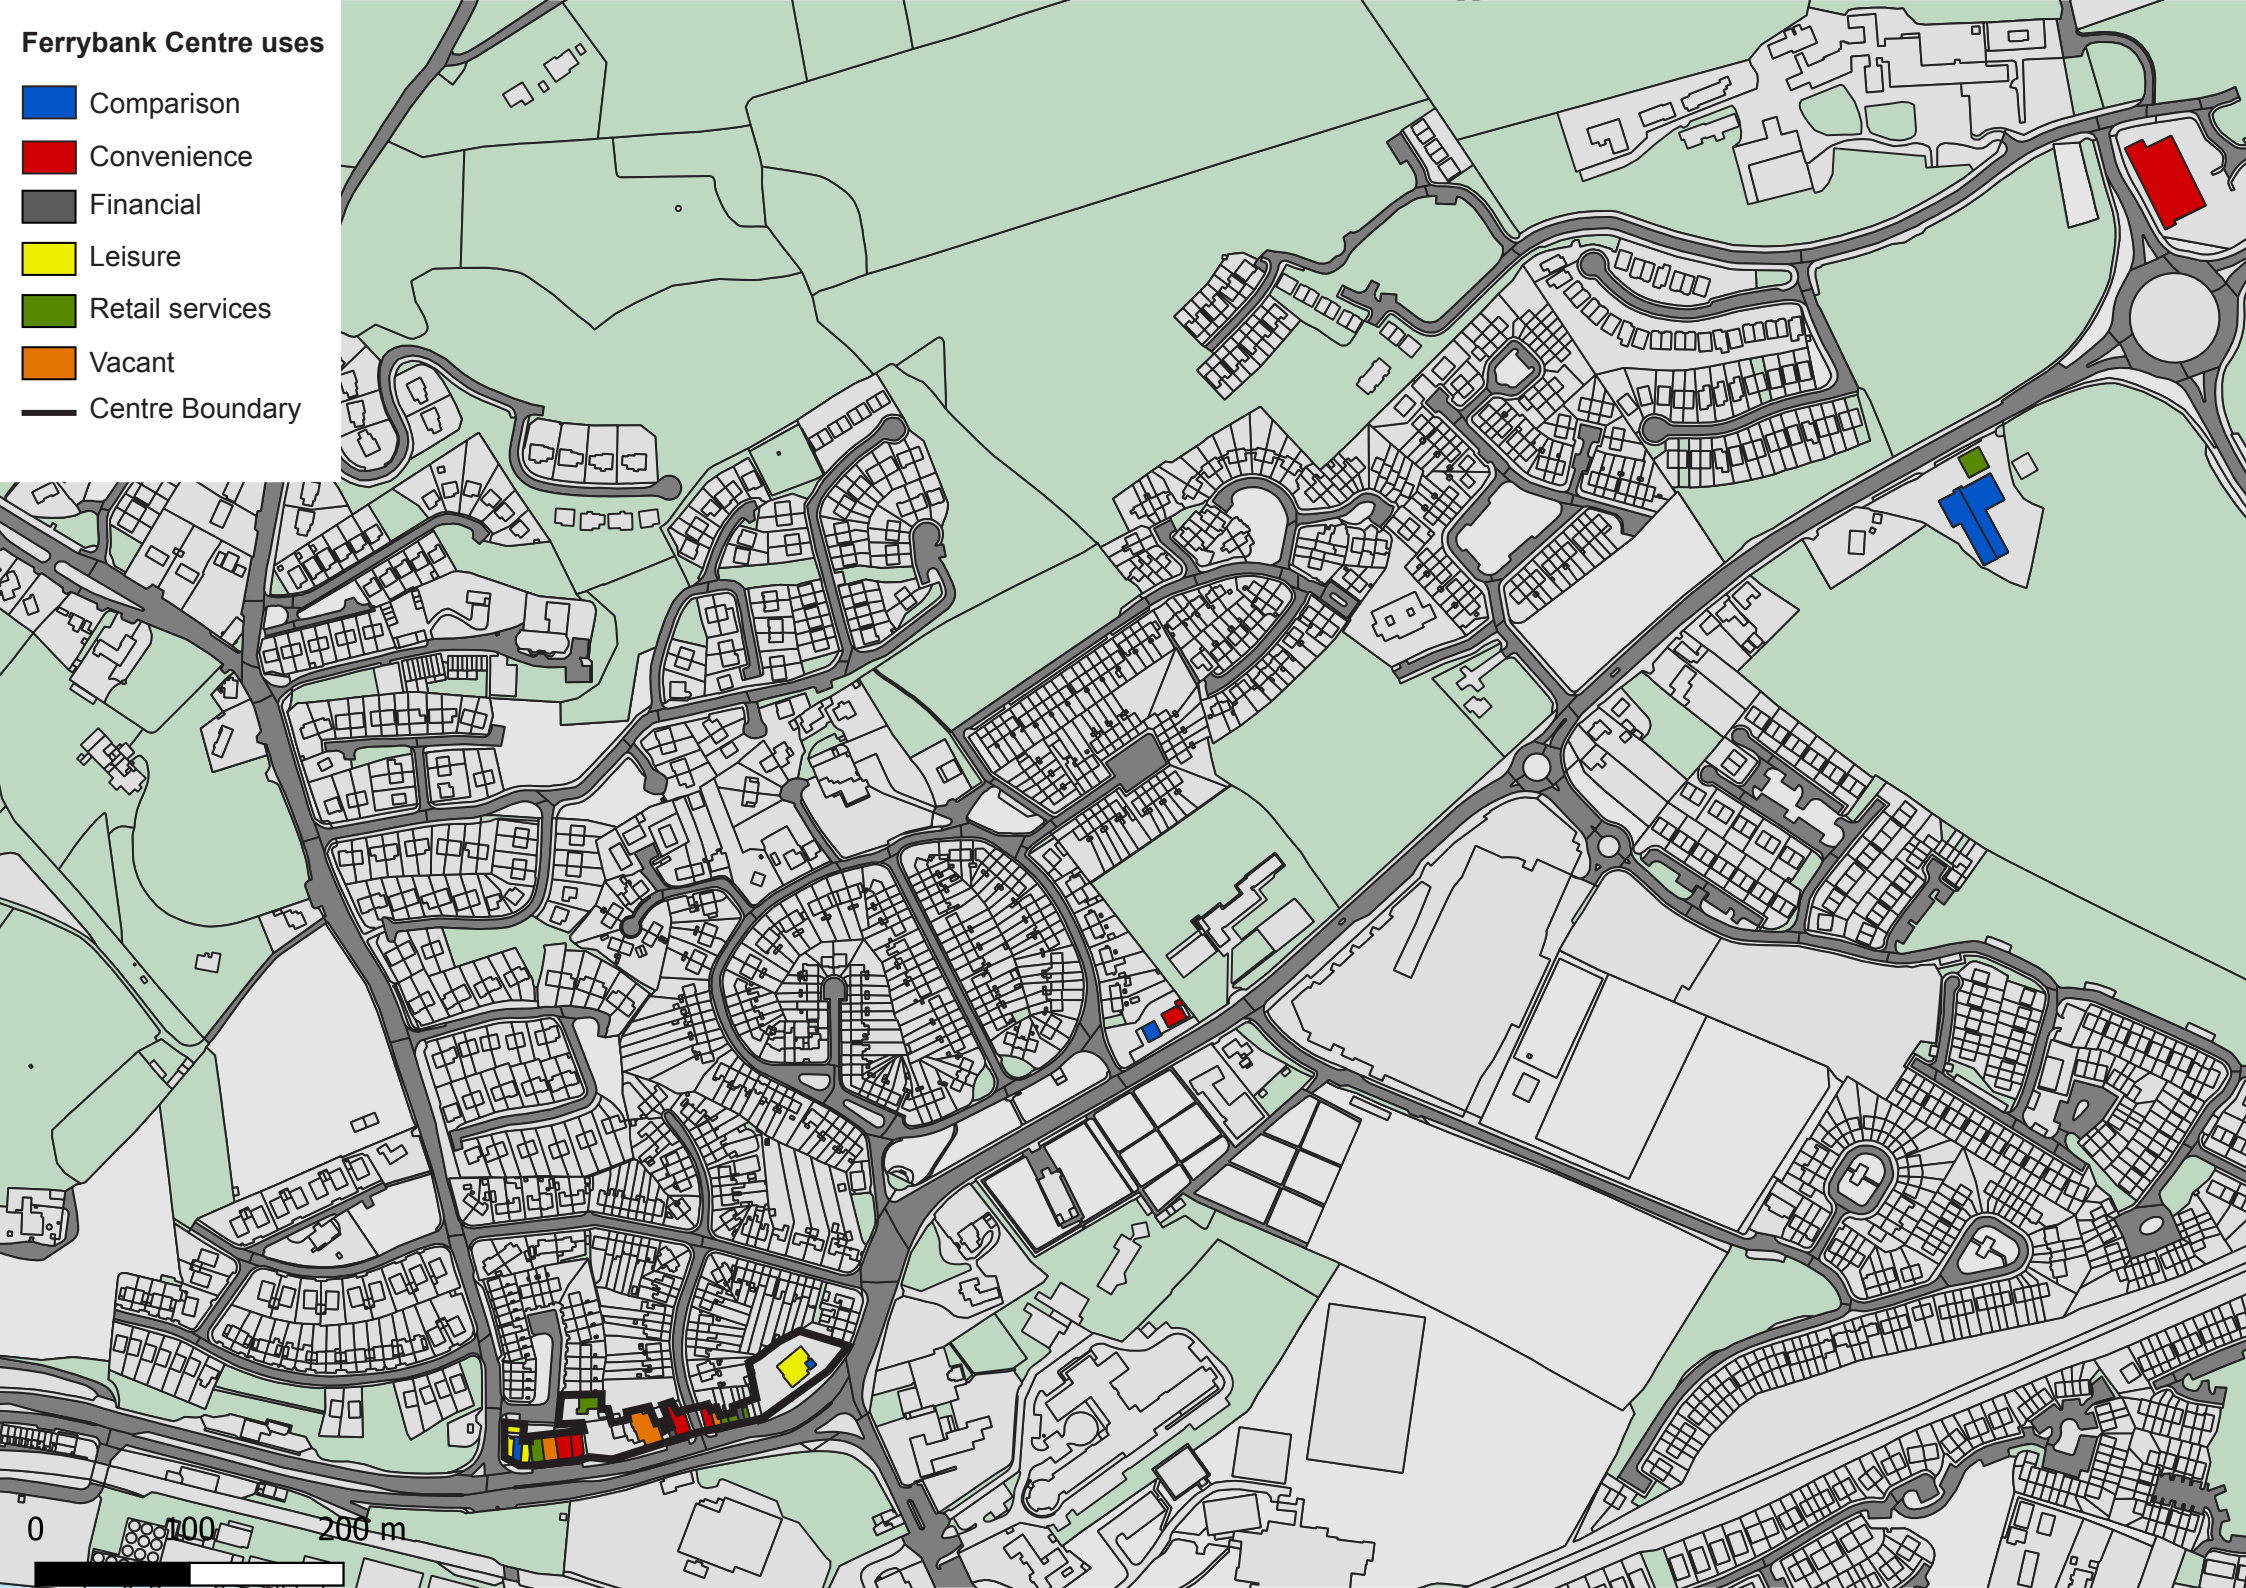 Ferrybank Centre uses
Comparison
Convenience
Financial
Leisure
Retail services
Vacant
Centre Boundary
0 100 200 m